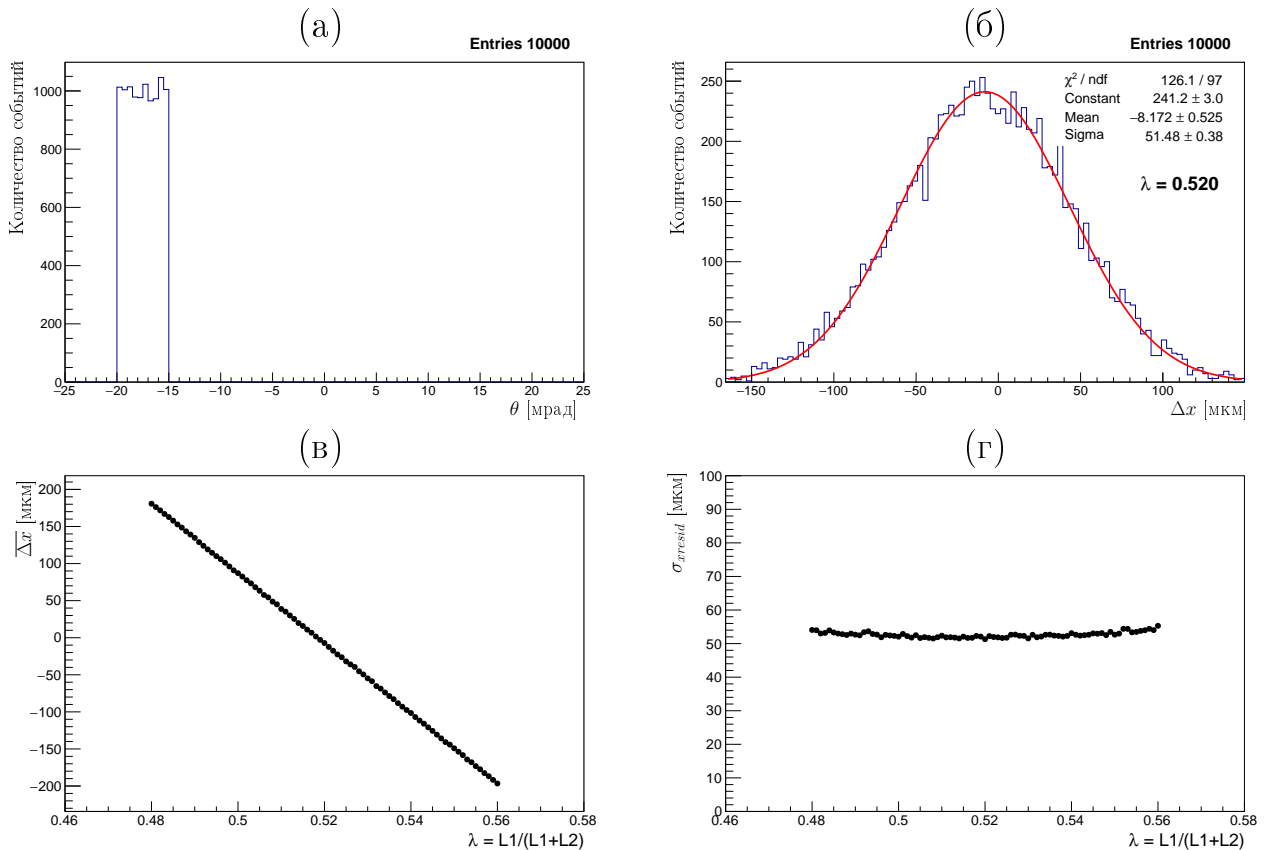 (а)
Entries 10000
Количество событий
1000
800
600
400
200
0
−25 −20 −15 −10 −5 0 5 10 15 20 25
θ [мрад]
(б)
Entries 10000
χ² / ndf 126.1 / 97
Constant 241.2 ± 3.0
Mean −8.172 ± 0.525
Sigma 51.48 ± 0.38
λ = 0.520
Количество событий
250
200
150
100
50
0
−150 −100 −50 0 50 100
Δx [мкм]
(в)
Δx [мкм]
200
150
100
50
0
−50
−100
−150
−200
0.46 0.48 0.5 0.52 0.54 0.56 0.58
λ = L1/(L1+L2)
(г)
σxresid [мкм]
100
90
80
70
60
50
40
30
20
10
0
0.46 0.48 0.5 0.52 0.54 0.56 0.58
λ = L1/(L1+L2)